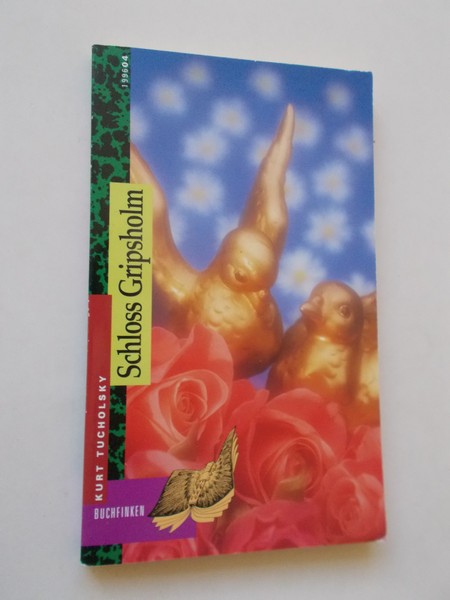 199604
Schloss Gripsholm
KURT TUCHOLSKY
BUCHFINKEN